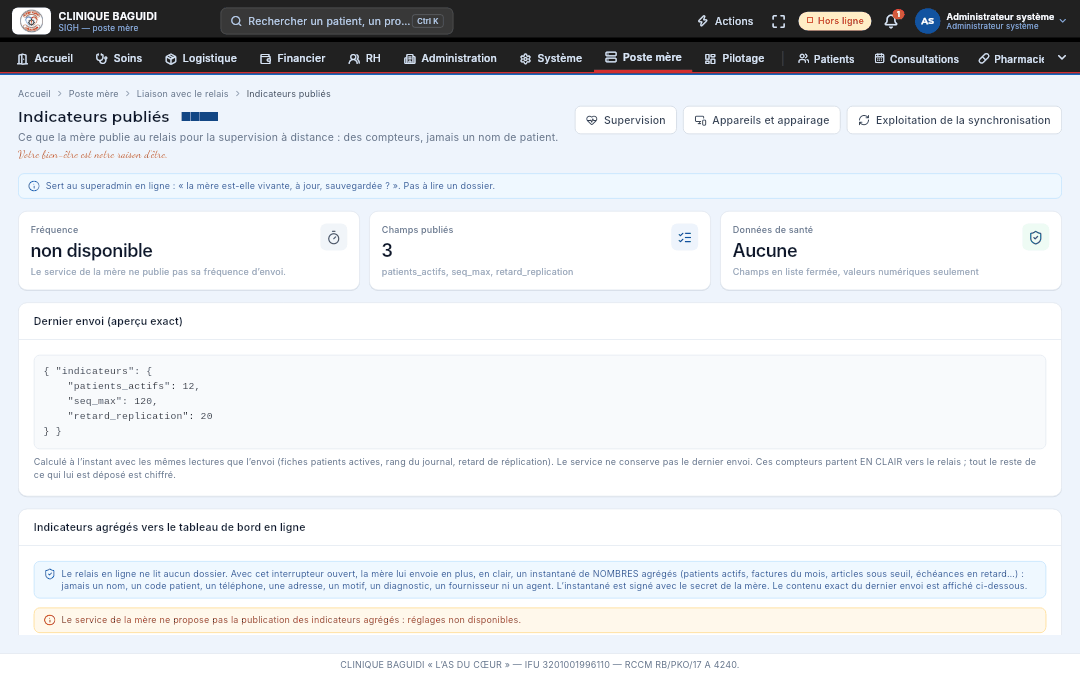 CLINIQUE BAGUIDI
SIGH — poste mère
Rechercher un patient, un pro... Ctrl K
Actions
Hors ligne
1
AS
Administrateur système
Administrateur système
Accueil
Soins
Logistique
Financier
RH
Administration
Système
Poste mère
Pilotage
Patients
Consultations
Pharmacie
Accueil > Poste mère > Liaison avec le relais > Indicateurs publiés
Indicateurs publiés
Ce que la mère publie au relais pour la supervision à distance : des compteurs, jamais un nom de patient.
Votre bien-être est notre raison d'être.
Supervision
Appareils et appairage
Exploitation de la synchronisation
Sert au superadmin en ligne : « la mère est-elle vivante, à jour, sauvegardée ? ». Pas à lire un dossier.
Fréquence
non disponible
Le service de la mère ne publie pas sa fréquence d'envoi.
Champs publiés
3
patients_actifs, seq_max, retard_replication
Données de santé
Aucune
Champs en liste fermée, valeurs numériques seulement
Dernier envoi (aperçu exact)
{ "indicateurs": {
"patients_actifs": 12,
"seq_max": 120,
"retard_replication": 20
} }
Calculé à l'instant avec les mêmes lectures que l'envoi (fiches patients actives, rang du journal, retard de réplication). Le service ne conserve pas le dernier envoi. Ces compteurs partent EN CLAIR vers le relais ; tout le reste de
ce qui lui est déposé est chiffré.
Indicateurs agrégés vers le tableau de bord en ligne
Le relais en ligne ne lit aucun dossier. Avec cet interrupteur ouvert, la mère lui envoie en plus, en clair, un instantané de NOMBRES agrégés (patients actifs, factures du mois, articles sous seuil, échéances en retard…) :
jamais un nom, un code patient, un téléphone, une adresse, un motif, un diagnostic, un fournisseur ni un agent. L'instantané est signé avec le secret de la mère. Le contenu exact du dernier envoi est affiché ci-dessous.
Le service de la mère ne propose pas la publication des indicateurs agrégés : réglages non disponibles.
CLINIQUE BAGUIDI « L'AS DU CŒUR » — IFU 3201001996110 — RCCM RB/PKO/17 A 4240.